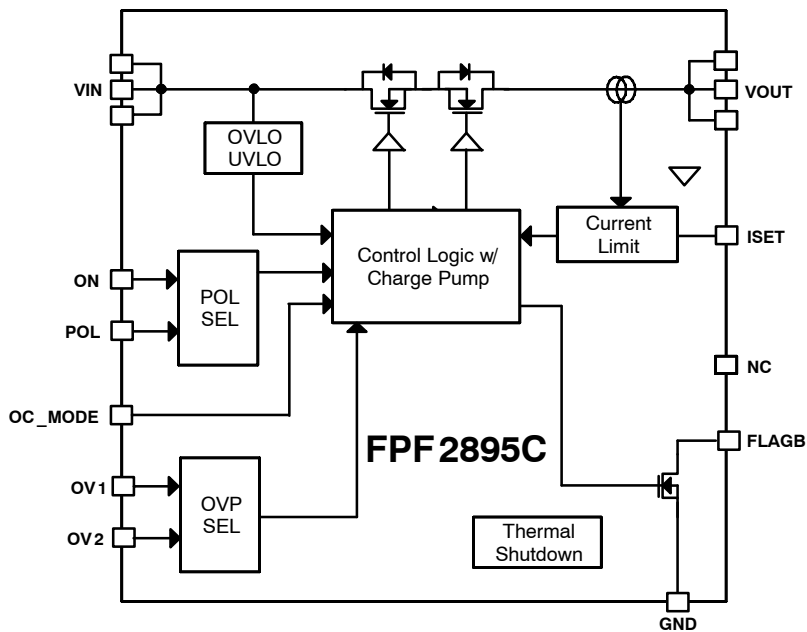 VIN
VOUT
OVLO
UVLO
Control Logic w/
Charge Pump
Current
Limit
ISET
ON
POL
POL
SEL
NC
OC_MODE
FPF2895C
FLAGB
OV1
OV2
OVP
SEL
Thermal
Shutdown
GND